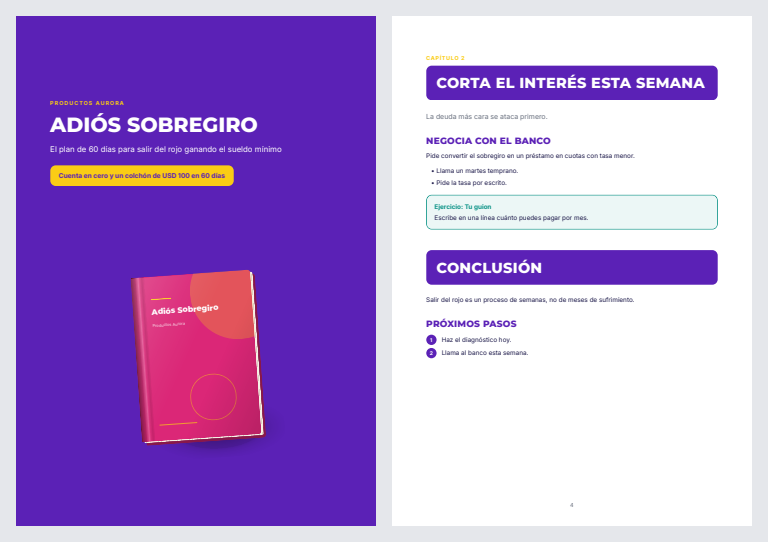 PRODUCTOS AURORA
ADIÓS SOBREGIRO
El plan de 60 días para salir del rojo ganando el sueldo mínimo
Cuenta en cero y un colchón de USD 100 en 60 días
Adiós Sobregiro
Productos Aurora
CAPÍTULO 2
CORTA EL INTERÉS ESTA SEMANA
La deuda más cara se ataca primero.
NEGOCIA CON EL BANCO
Pide convertir el sobregiro en un préstamo en cuotas con tasa menor.
• Llama un martes temprano.
• Pide la tasa por escrito.
Ejercicio: Tu guion
Escribe en una línea cuánto puedes pagar por mes.
CONCLUSIÓN
Salir del rojo es un proceso de semanas, no de meses de sufrimiento.
PRÓXIMOS PASOS
1 Haz el diagnóstico hoy.
2 Llama al banco esta semana.
4